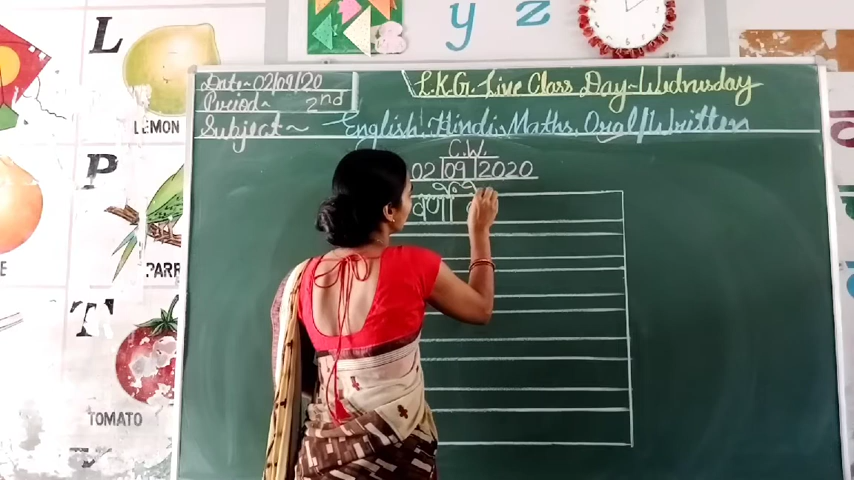 y z
L
LEMON
P
PARR
T
TOMATO
E
Date~02/09/20
Period~ 2nd
L.K.G. Live Class Day~Wednesday
Subject~ English, Hindi, Maths, Oral/Written
C.W.
02|09|2020
वर्णों